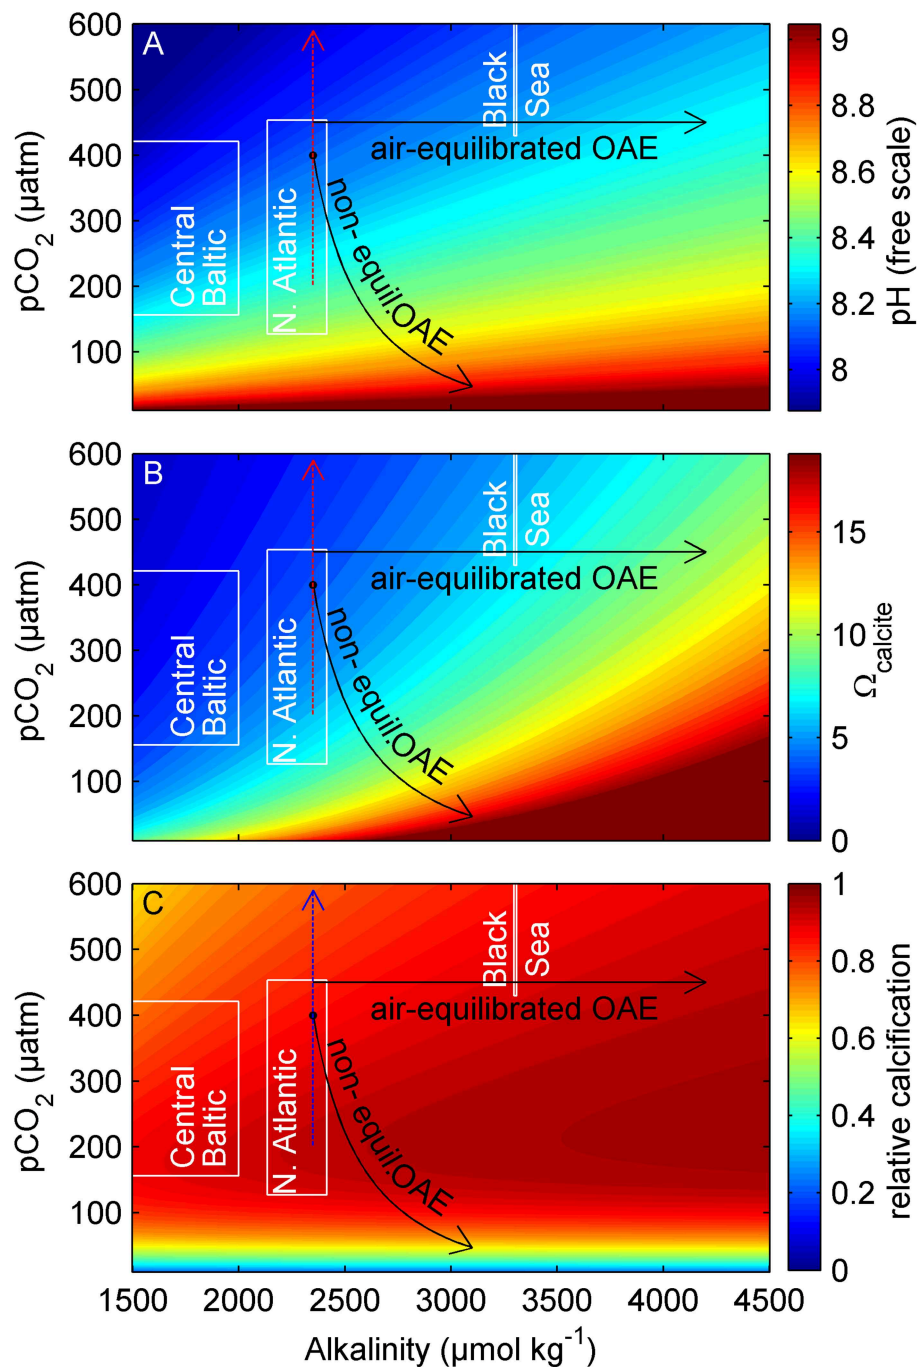 A
600
500
400
300
200
100
pCO2 (µatm)
Central
Baltic
N. Atlantic
Black
Sea
air-equilibrated OAE
non- equil.OAE
9
8.8
8.6
8.4
8.2
8
pH (free scale)
B
600
500
400
300
200
100
pCO2 (µatm)
Central
Baltic
N. Atlantic
Black
Sea
air-equilibrated OAE
non- equil.OAE
15
10
5
0
Ωcalcite
C
600
500
400
300
200
100
pCO2 (µatm)
Central
Baltic
N. Atlantic
Black
Sea
air-equilibrated OAE
non- equil.OAE
1
0.8
0.6
0.4
0.2
0
relative calcification
1500 2000 2500 3000 3500 4000 4500
Alkalinity (µmol kg-1)